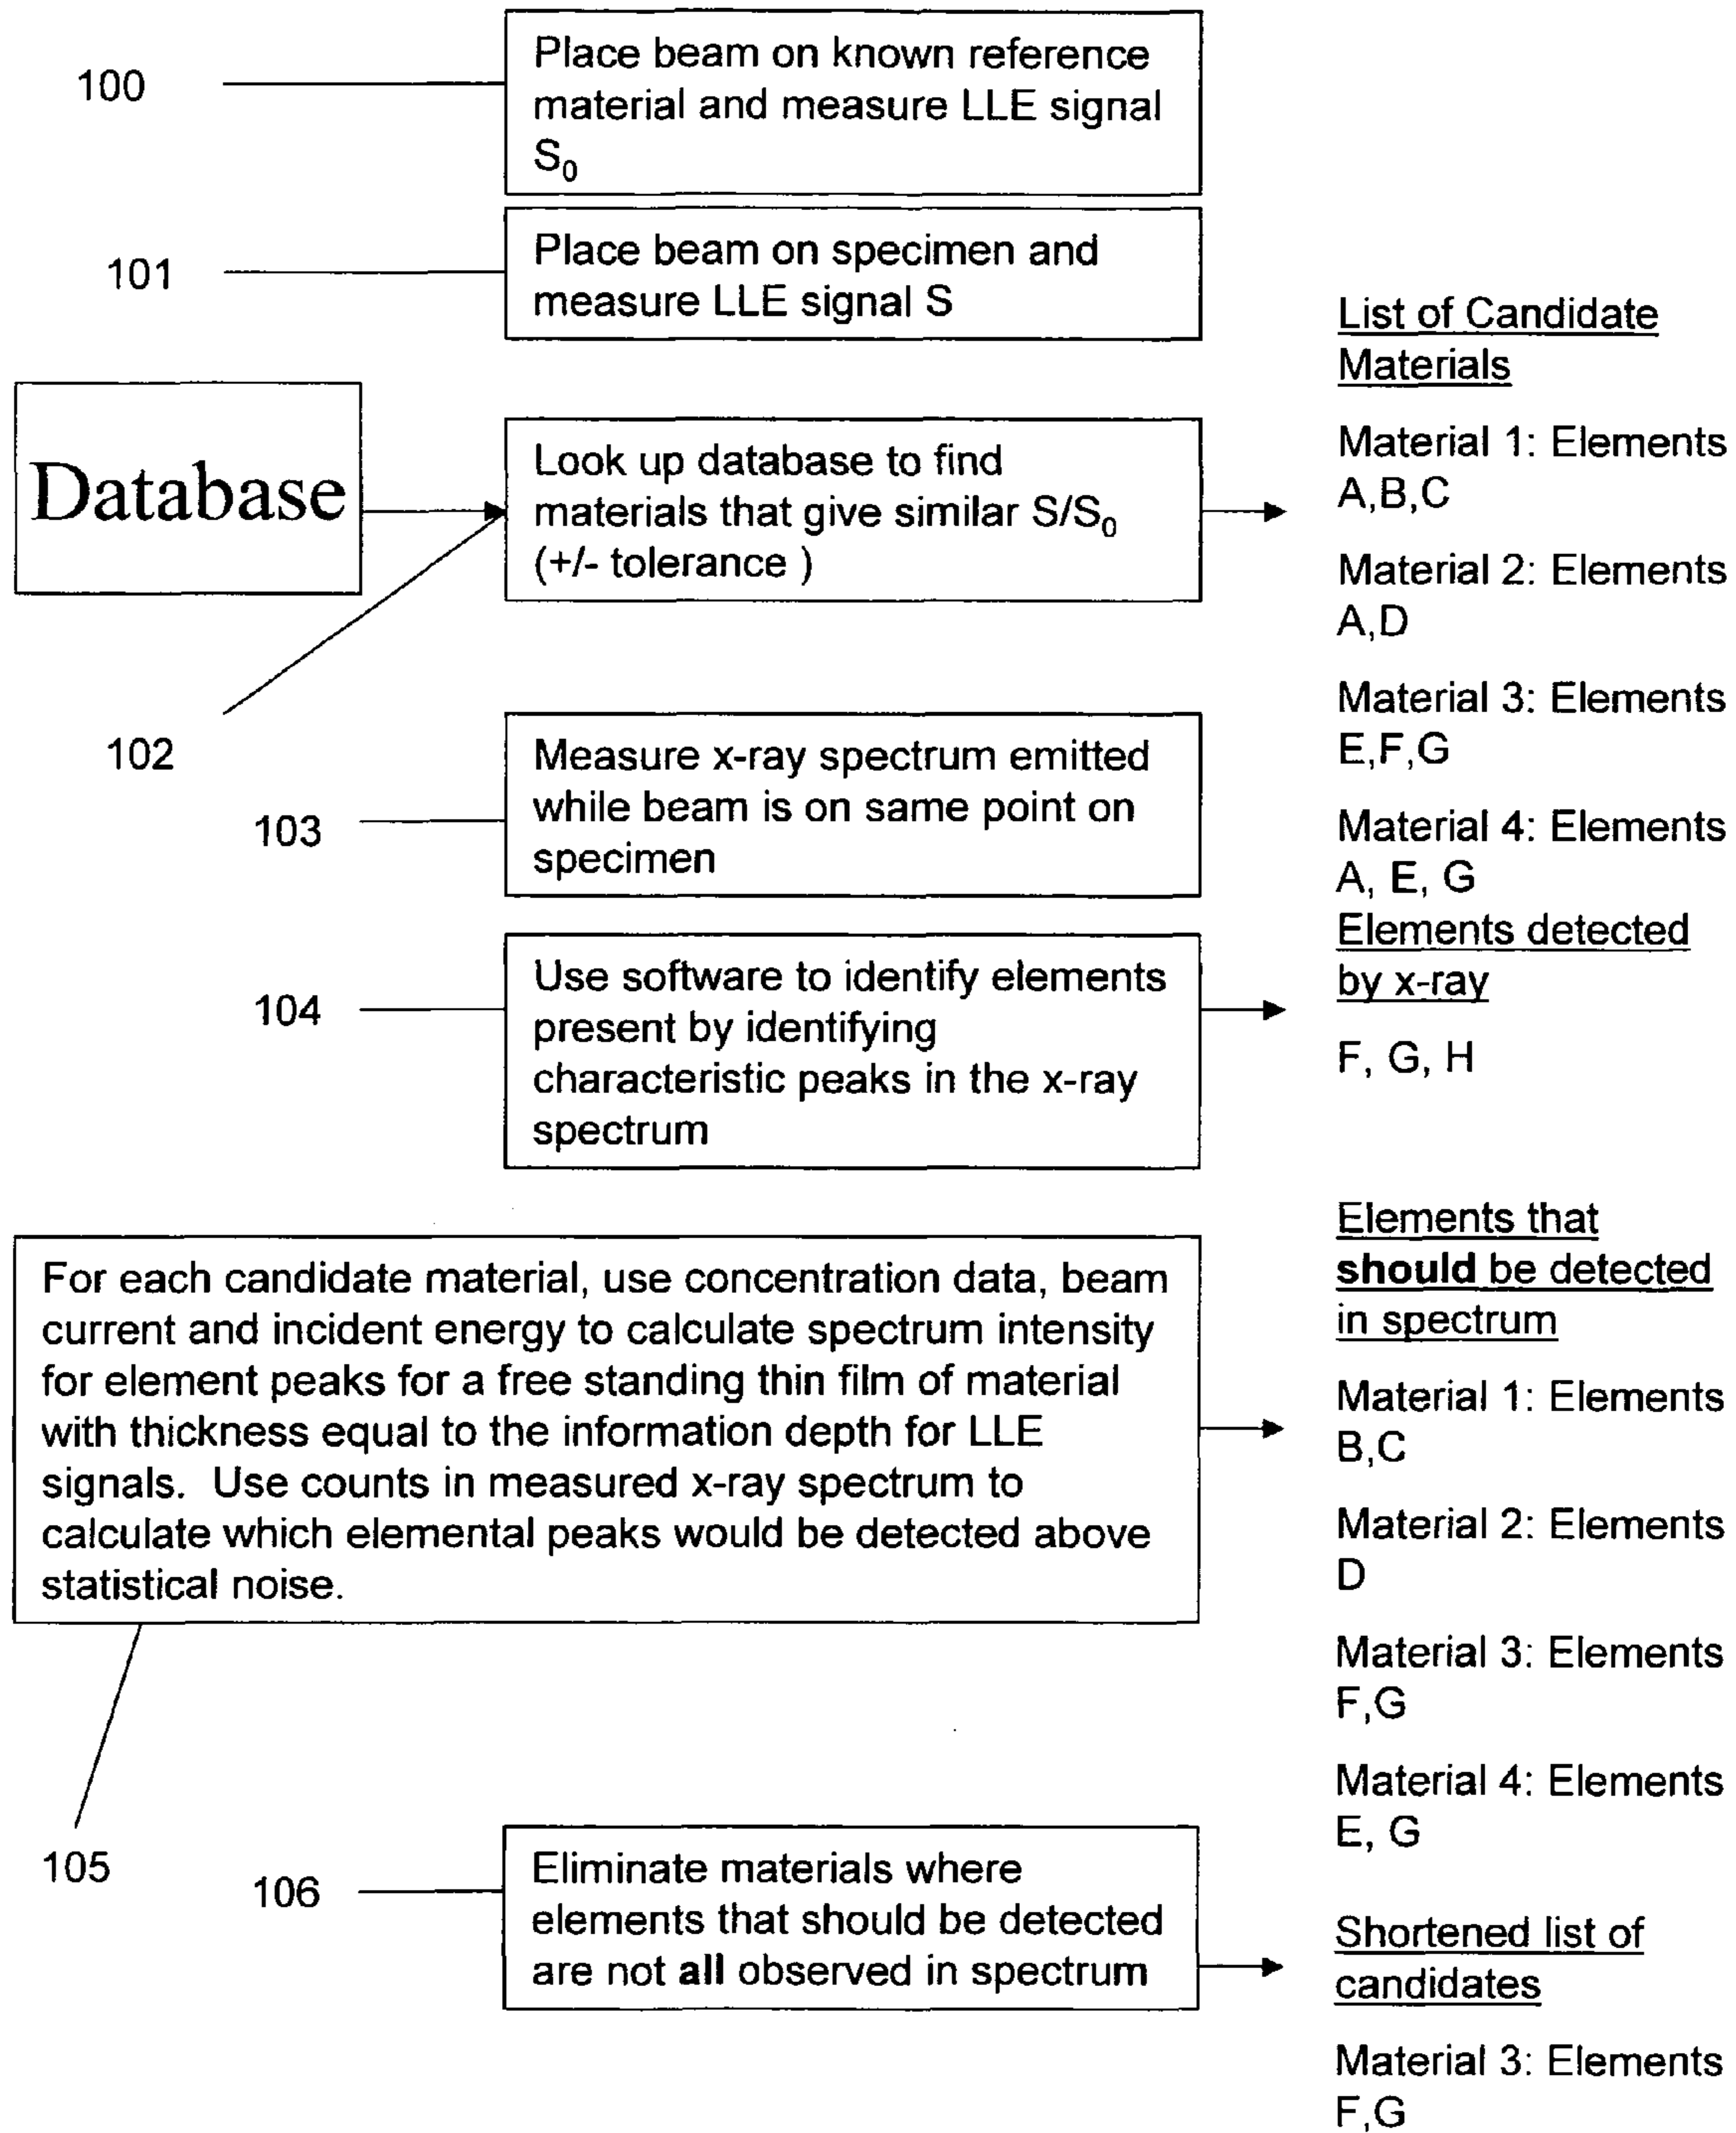 100
Place beam on known reference
material and measure LLE signal
S₀
101
Place beam on specimen and
measure LLE signal S
Database
Look up database to find
materials that give similar S/S₀
(+/- tolerance )
102
List of Candidate
Materials
Material 1: Elements
A,B,C
Material 2: Elements
A,D
Material 3: Elements
E,F,G
Material 4: Elements
A, E, G
103
Measure x-ray spectrum emitted
while beam is on same point on
specimen
104
Use software to identify elements
present by identifying
characteristic peaks in the x-ray
spectrum
Elements detected
by x-ray
F, G, H
For each candidate material, use concentration data, beam
current and incident energy to calculate spectrum intensity
for element peaks for a free standing thin film of material
with thickness equal to the information depth for LLE
signals. Use counts in measured x-ray spectrum to
calculate which elemental peaks would be detected above
statistical noise.
105
Elements that
should be detected
in spectrum
Material 1: Elements
B,C
Material 2: Elements
D
Material 3: Elements
F,G
Material 4: Elements
E, G
106
Eliminate materials where
elements that should be detected
are not all observed in spectrum
Shortened list of
candidates
Material 3: Elements
F,G